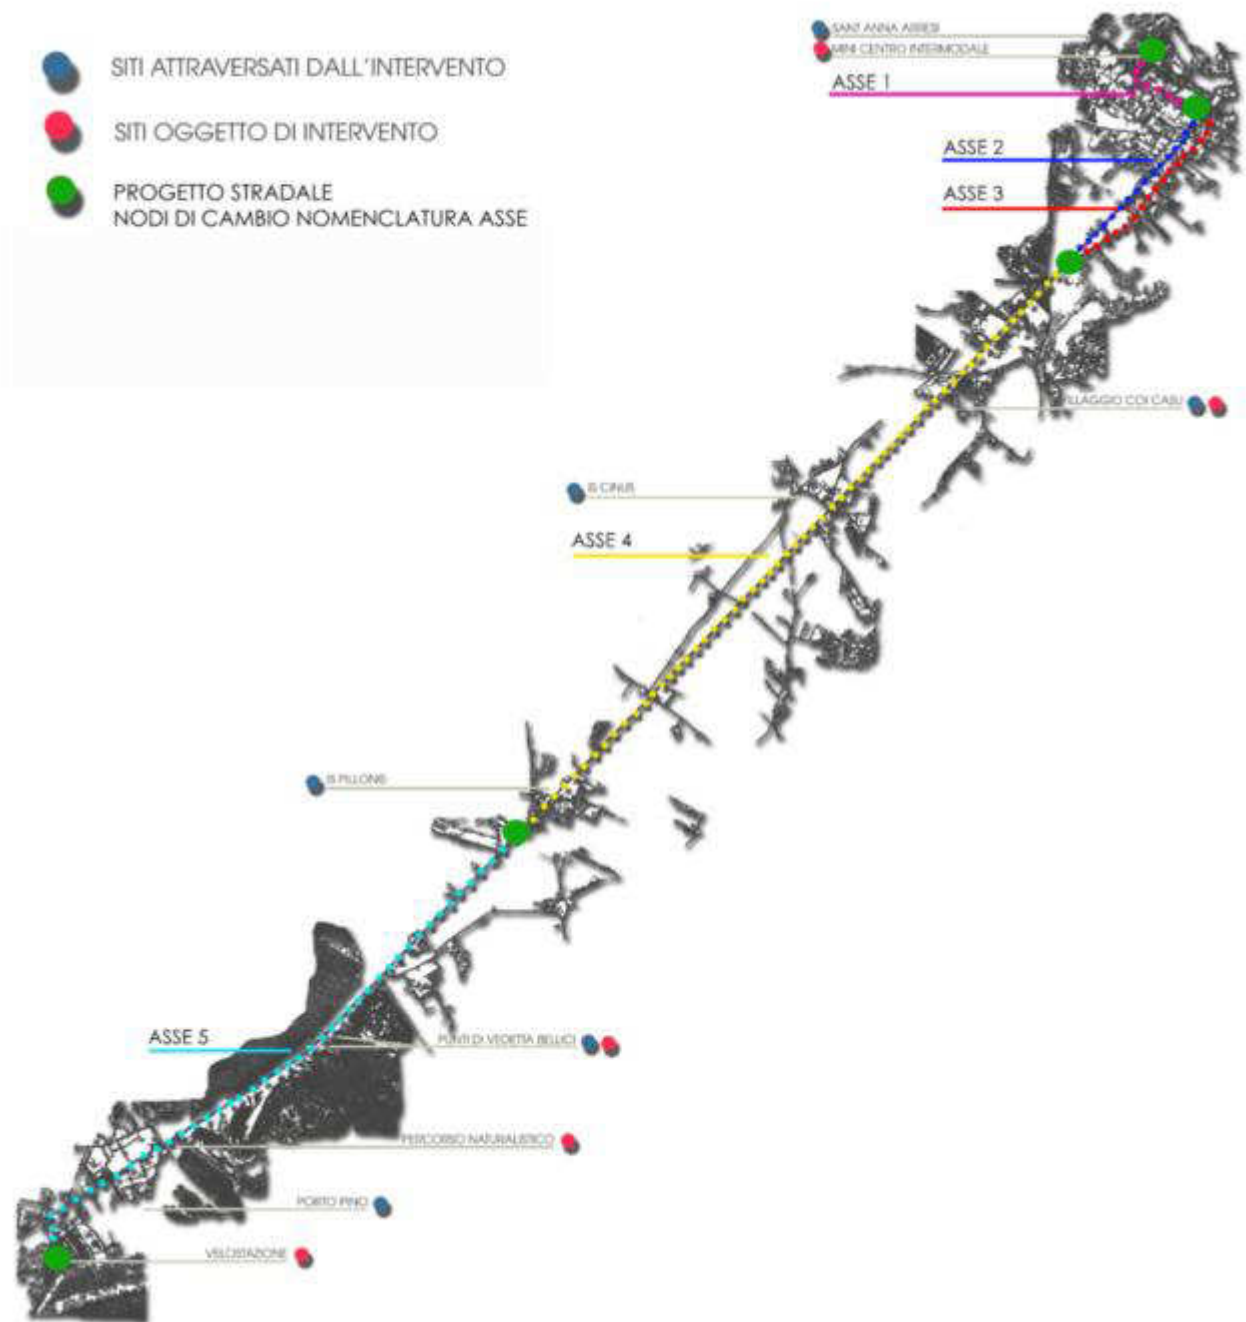 SITI ATTRAVERSATI DALL'INTERVENTO
SITI OGGETTO DI INTERVENTO
PROGETTO STRADALE
NODI DI CAMBIO NOMENCLATURA ASSE
SANT'ANNA ARRESI
MINI CENTRO INTERMODALE
ASSE 1
ASSE 2
ASSE 3
ILLAGGIO COI CASU
IS CINUS
ASSE 4
IS PILLONIS
ASSE 5
PUNTI DI VEDETTA BELLICI
PERCORSO NATURALISTICO
PORTO PINO
VELOSTAZIONE